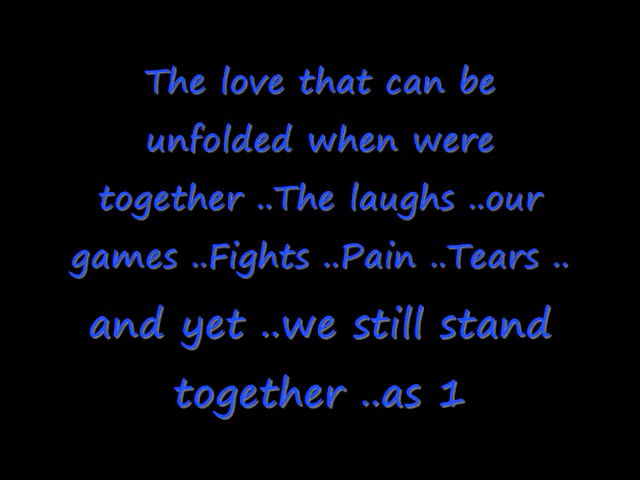 The love that can be
unfolded when were
together ..The laughs ..our
games ..Fights ..Pain ..Tears ..
and yet ..we still stand
together ..as 1